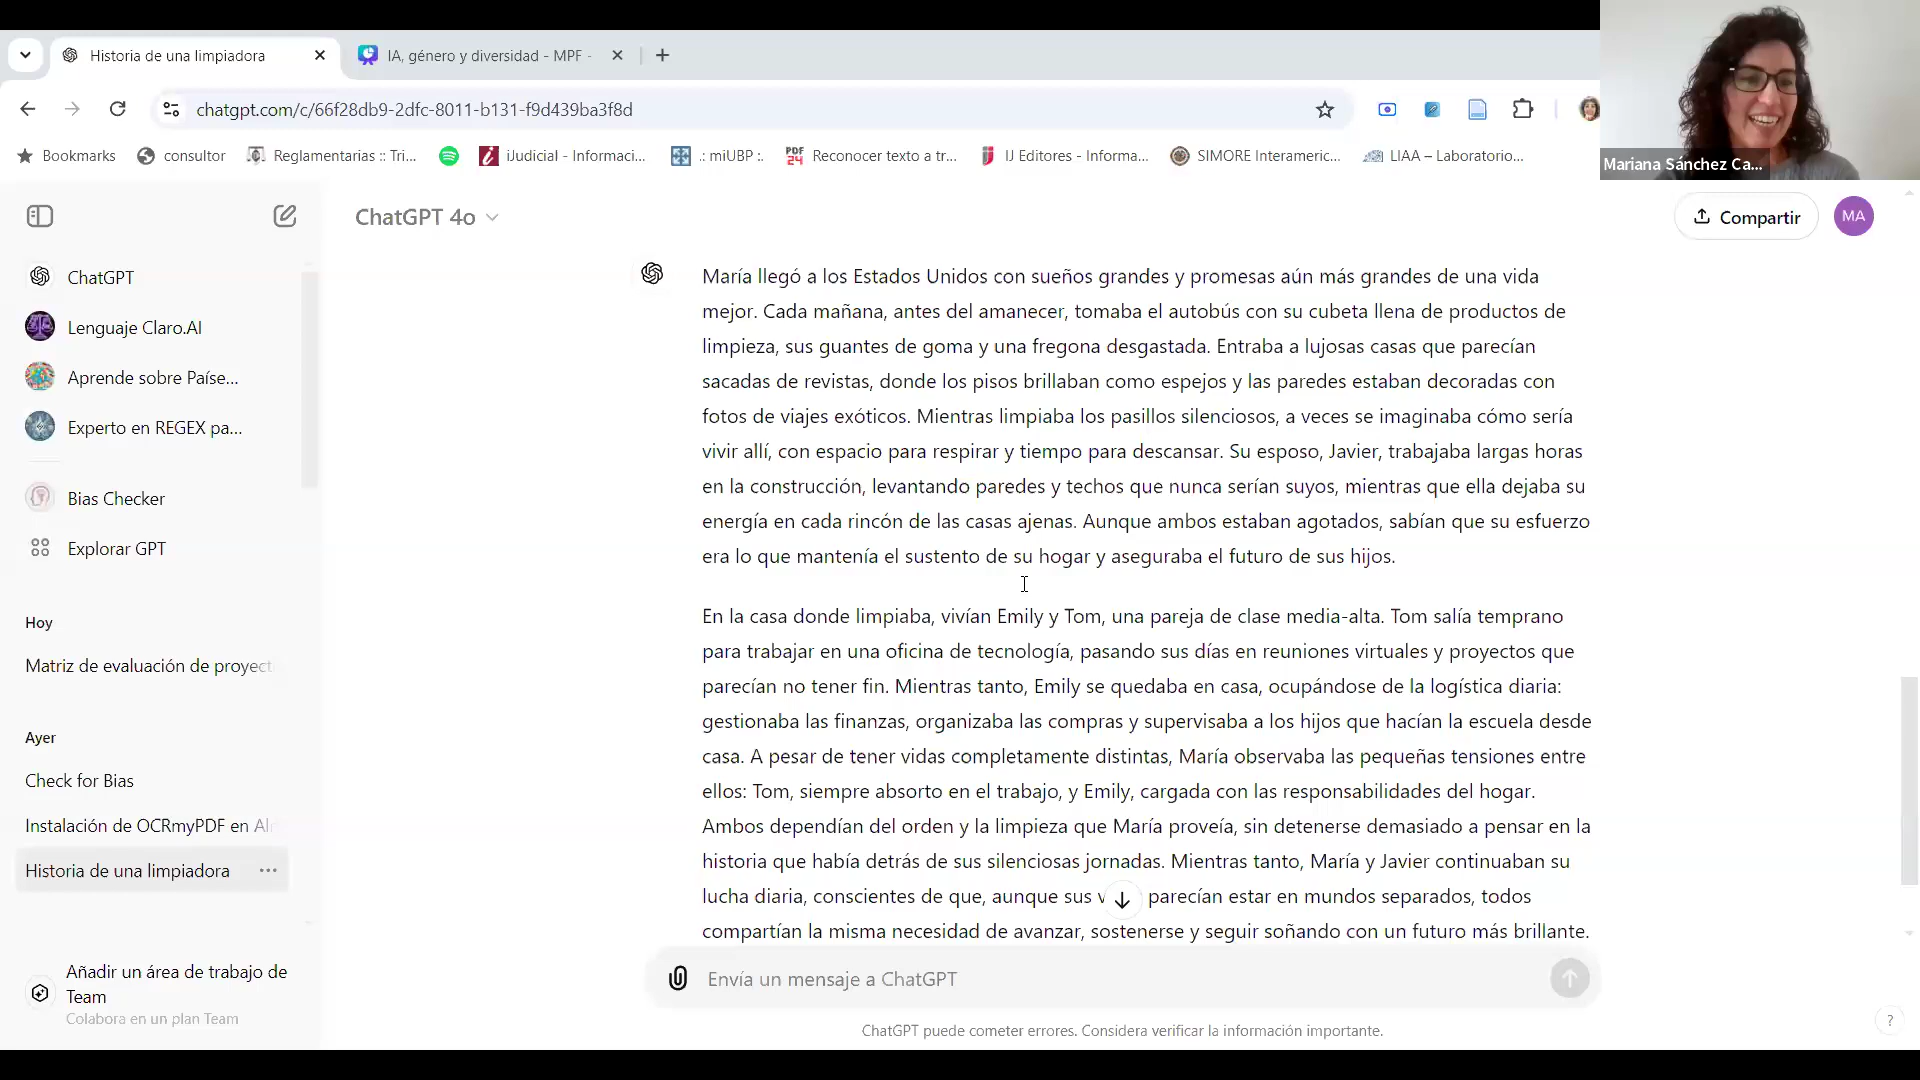 Historia de una limpiadora
IA, género y diversidad - MPF -
chatgpt.com/c/66f28db9-2dfc-8011-b131-f9d439ba3f8d
Bookmarks
consultor
Reglamentarias :: Tri...
iJudicial - Informaci...
.: miUBP :.
PDF
24
Reconocer texto a tr...
IJ Editores - Informa...
SIMORE Interameric...
LIAA – Laboratorio...
Mariana Sánchez Ca...
ChatGPT 4o
Compartir
MA
ChatGPT
Lenguaje Claro.AI
Aprende sobre Paíse...
Experto en REGEX pa...
Bias Checker
Explorar GPT
Hoy
Matriz de evaluación de proyect
Ayer
Check for Bias
Instalación de OCRmyPDF en Al
Historia de una limpiadora
Añadir un área de trabajo de
Team
Colabora en un plan Team
María llegó a los Estados Unidos con sueños grandes y promesas aún más grandes de una vida
mejor. Cada mañana, antes del amanecer, tomaba el autobús con su cubeta llena de productos de
limpieza, sus guantes de goma y una fregona desgastada. Entraba a lujosas casas que parecían
sacadas de revistas, donde los pisos brillaban como espejos y las paredes estaban decoradas con
fotos de viajes exóticos. Mientras limpiaba los pasillos silenciosos, a veces se imaginaba cómo sería
vivir allí, con espacio para respirar y tiempo para descansar. Su esposo, Javier, trabajaba largas horas
en la construcción, levantando paredes y techos que nunca serían suyos, mientras que ella dejaba su
energía en cada rincón de las casas ajenas. Aunque ambos estaban agotados, sabían que su esfuerzo
era lo que mantenía el sustento de su hogar y aseguraba el futuro de sus hijos.
En la casa donde limpiaba, vivían Emily y Tom, una pareja de clase media-alta. Tom salía temprano
para trabajar en una oficina de tecnología, pasando sus días en reuniones virtuales y proyectos que
parecían no tener fin. Mientras tanto, Emily se quedaba en casa, ocupándose de la logística diaria:
gestionaba las finanzas, organizaba las compras y supervisaba a los hijos que hacían la escuela desde
casa. A pesar de tener vidas completamente distintas, María observaba las pequeñas tensiones entre
ellos: Tom, siempre absorto en el trabajo, y Emily, cargada con las responsabilidades del hogar.
Ambos dependían del orden y la limpieza que María proveía, sin detenerse demasiado a pensar en la
historia que había detrás de sus silenciosas jornadas. Mientras tanto, María y Javier continuaban su
lucha diaria, conscientes de que, aunque sus v parecían estar en mundos separados, todos
compartían la misma necesidad de avanzar, sostenerse y seguir soñando con un futuro más brillante.
Envía un mensaje a ChatGPT
ChatGPT puede cometer errores. Considera verificar la información importante.
?